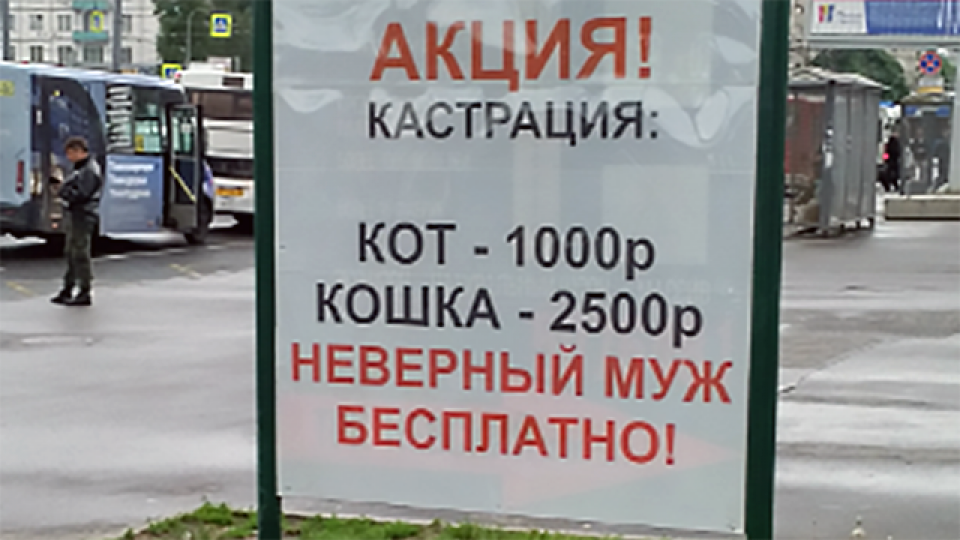 АКЦИЯ!
КАСТРАЦИЯ:
КОТ - 1000р
КОШКА - 2500р
НЕВЕРНЫЙ МУЖ
БЕСПЛАТНО!